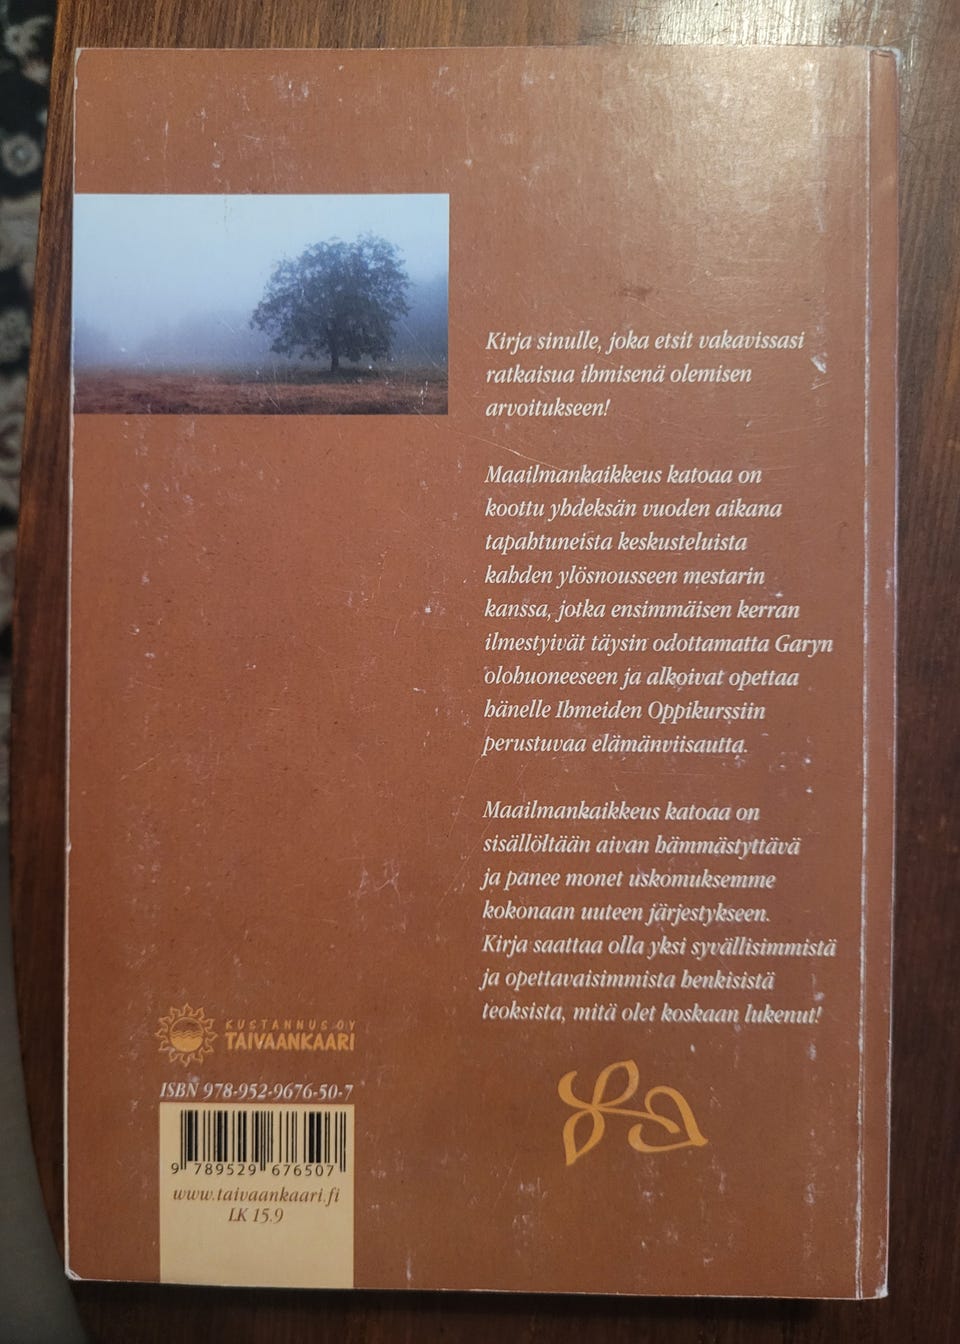 Kirja sinulle, joka etsit vakavissasi
ratkaisua ihmisenä olemisen
arvoitukseen!
Maailmankaikkeus katoaa on
koottu yhdeksän vuoden aikana
tapahtuneista keskusteluista
kahden ylösnousseen mestarin
kanssa, jotka ensimmäisen kerran
ilmestyivät täysin odottamatta Garyn
olohuoneeseen ja alkoivat opettaa
hänelle Ihmeiden Oppikurssiin
perustuvaa elämänviisautta.
Maailmankaikkeus katoaa on
sisällöltään aivan hämmästyttävä
ja panee monet uskomuksemme
kokonaan uuteen järjestykseen.
Kirja saattaa olla yksi syvällisimmistä
ja opettavaisimmista henkisistä
teoksista, mitä olet koskaan lukenut!
KUSTANNUS OY
TAIVAANKAARI
ISBN 978-952-9676-50-7
9 789529 676507
www.taivaankaari.fi
LK 15.9